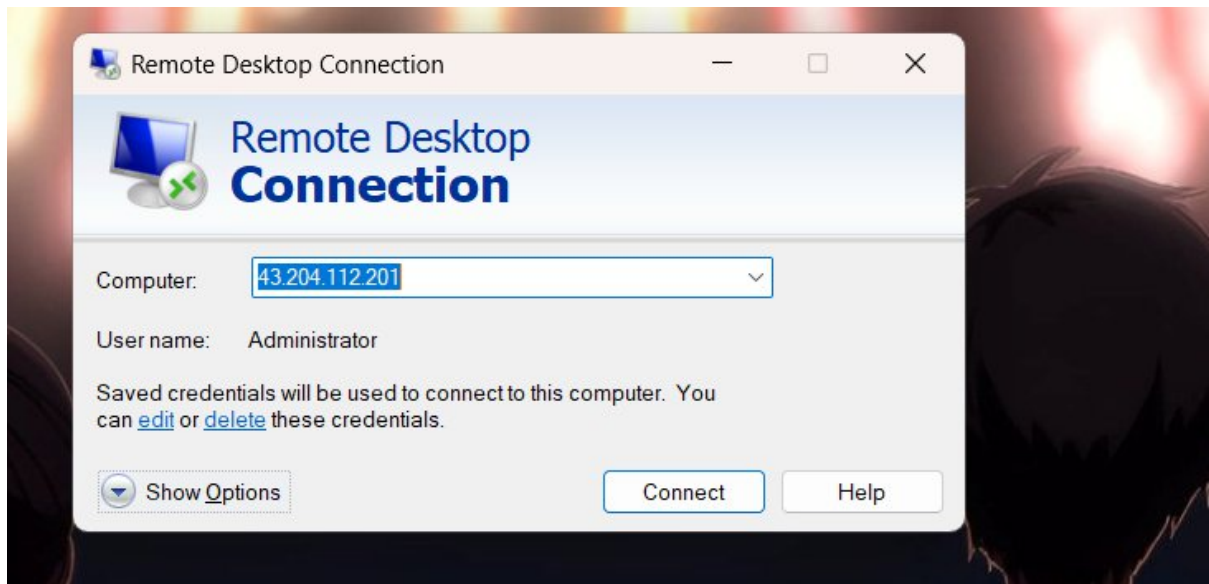 Remote Desktop Connection
Remote Desktop
Connection
Computer: 43.204.112.201
User name: Administrator
Saved credentials will be used to connect to this computer. You
can edit or delete these credentials.
Show Options Connect Help